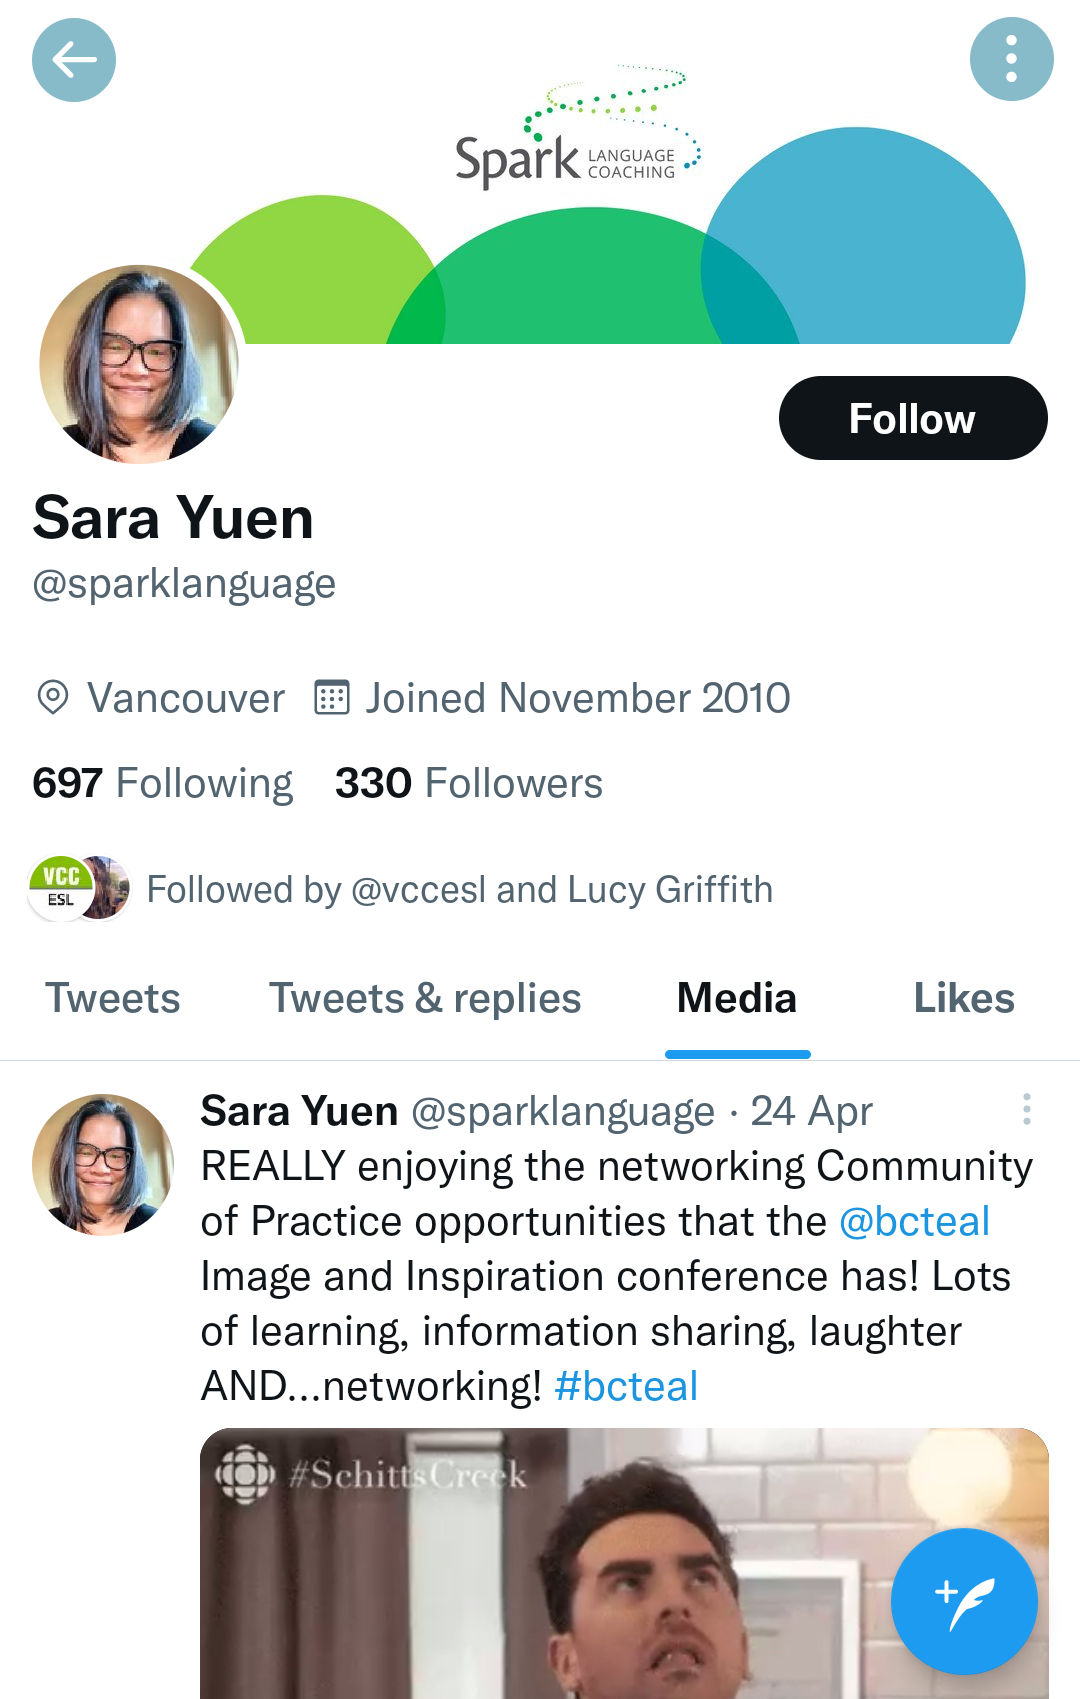 Spark LANGUAGE COACHING
Follow
Sara Yuen
@sparklanguage
Vancouver Joined November 2010
697 Following 330 Followers
VCC
ESL
Followed by @vccesl and Lucy Griffith
Tweets Tweets & replies Media Likes
Sara Yuen @sparklanguage · 24 Apr
REALLY enjoying the networking Community
of Practice opportunities that the @bcteal
Image and Inspiration conference has! Lots
of learning, information sharing, laughter
AND...networking! #bcteal
#SchittsCreek